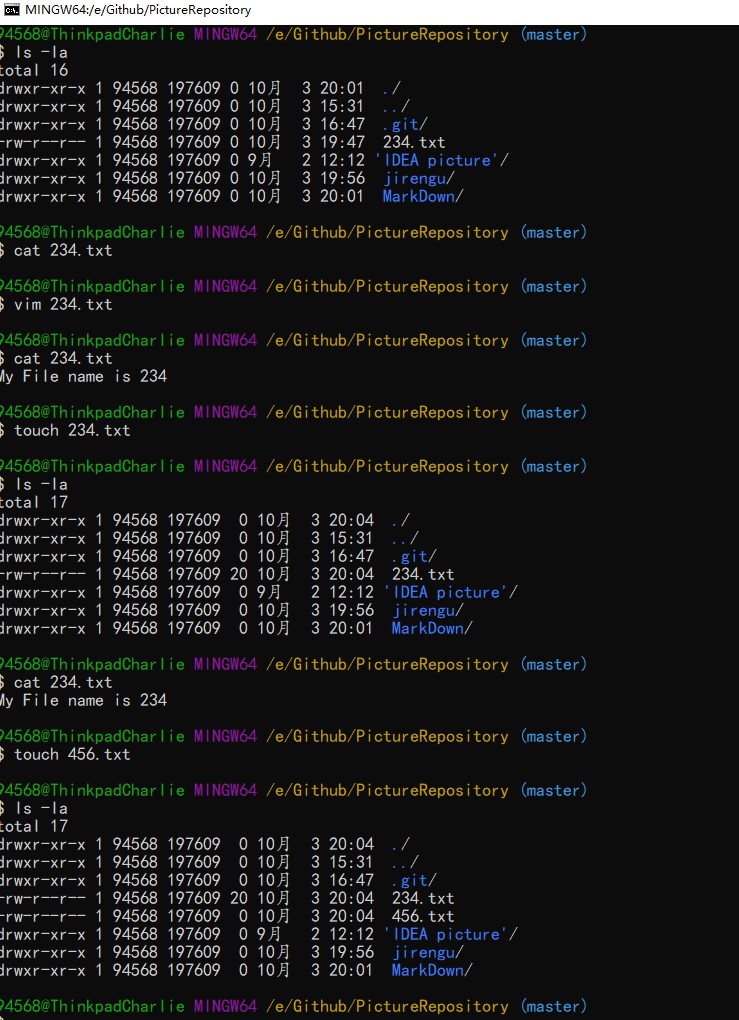 MINGW64:/e/Github/PictureRepository
94568@ThinkpadCharlie MINGW64 /e/Github/PictureRepository (master)
$ ls -la
total 16
drwxr-xr-x 1 94568 197609 0 10月  3 20:01  ./
drwxr-xr-x 1 94568 197609 0 10月  3 15:31  ../
drwxr-xr-x 1 94568 197609 0 10月  3 16:47  .git/
-rw-r--r-- 1 94568 197609 0 10月  3 19:47  234.txt
drwxr-xr-x 1 94568 197609 0 9月   2 12:12 'IDEA picture'/
drwxr-xr-x 1 94568 197609 0 10月  3 19:56  jirengu/
drwxr-xr-x 1 94568 197609 0 10月  3 20:01  MarkDown/
94568@ThinkpadCharlie MINGW64 /e/Github/PictureRepository (master)
$ cat 234.txt
94568@ThinkpadCharlie MINGW64 /e/Github/PictureRepository (master)
$ vim 234.txt
94568@ThinkpadCharlie MINGW64 /e/Github/PictureRepository (master)
$ cat 234.txt
My File name is 234
94568@ThinkpadCharlie MINGW64 /e/Github/PictureRepository (master)
$ touch 234.txt
94568@ThinkpadCharlie MINGW64 /e/Github/PictureRepository (master)
$ ls -la
total 17
drwxr-xr-x 1 94568 197609  0 10月  3 20:04  ./
drwxr-xr-x 1 94568 197609  0 10月  3 15:31  ../
drwxr-xr-x 1 94568 197609  0 10月  3 16:47  .git/
-rw-r--r-- 1 94568 197609 20 10月  3 20:04  234.txt
drwxr-xr-x 1 94568 197609  0 9月   2 12:12 'IDEA picture'/
drwxr-xr-x 1 94568 197609  0 10月  3 19:56  jirengu/
drwxr-xr-x 1 94568 197609  0 10月  3 20:01  MarkDown/
94568@ThinkpadCharlie MINGW64 /e/Github/PictureRepository (master)
$ cat 234.txt
My File name is 234
94568@ThinkpadCharlie MINGW64 /e/Github/PictureRepository (master)
$ touch 456.txt
94568@ThinkpadCharlie MINGW64 /e/Github/PictureRepository (master)
$ ls -la
total 17
drwxr-xr-x 1 94568 197609  0 10月  3 20:04  ./
drwxr-xr-x 1 94568 197609  0 10月  3 15:31  ../
drwxr-xr-x 1 94568 197609  0 10月  3 16:47  .git/
-rw-r--r-- 1 94568 197609 20 10月  3 20:04  234.txt
-rw-r--r-- 1 94568 197609  0 10月  3 20:04  456.txt
drwxr-xr-x 1 94568 197609  0 9月   2 12:12 'IDEA picture'/
drwxr-xr-x 1 94568 197609  0 10月  3 19:56  jirengu/
drwxr-xr-x 1 94568 197609  0 10月  3 20:01  MarkDown/
94568@ThinkpadCharlie MINGW64 /e/Github/PictureRepository (master)